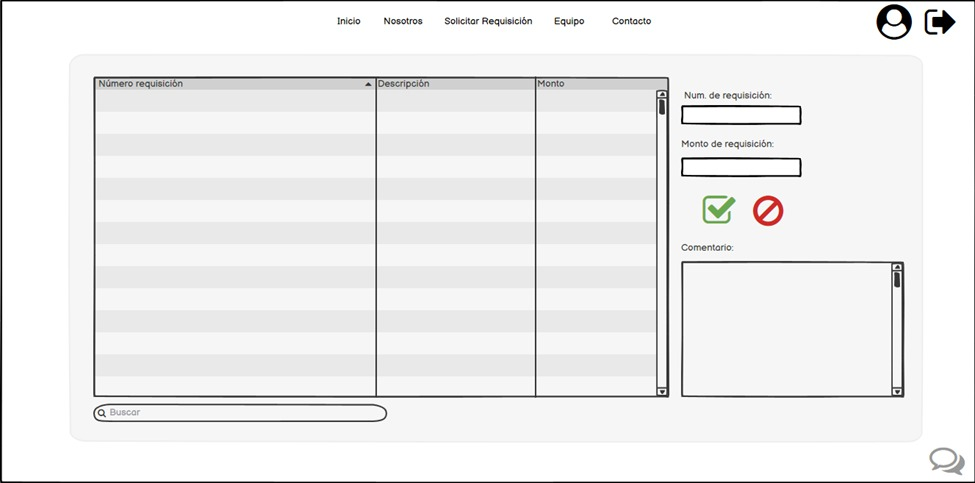 Inicio Nosotros Solicitar Requisición Equipo Contacto
Número requisición Descripción Monto
Num. de requisición:
Monto de requisición:
Comentario:
Buscar